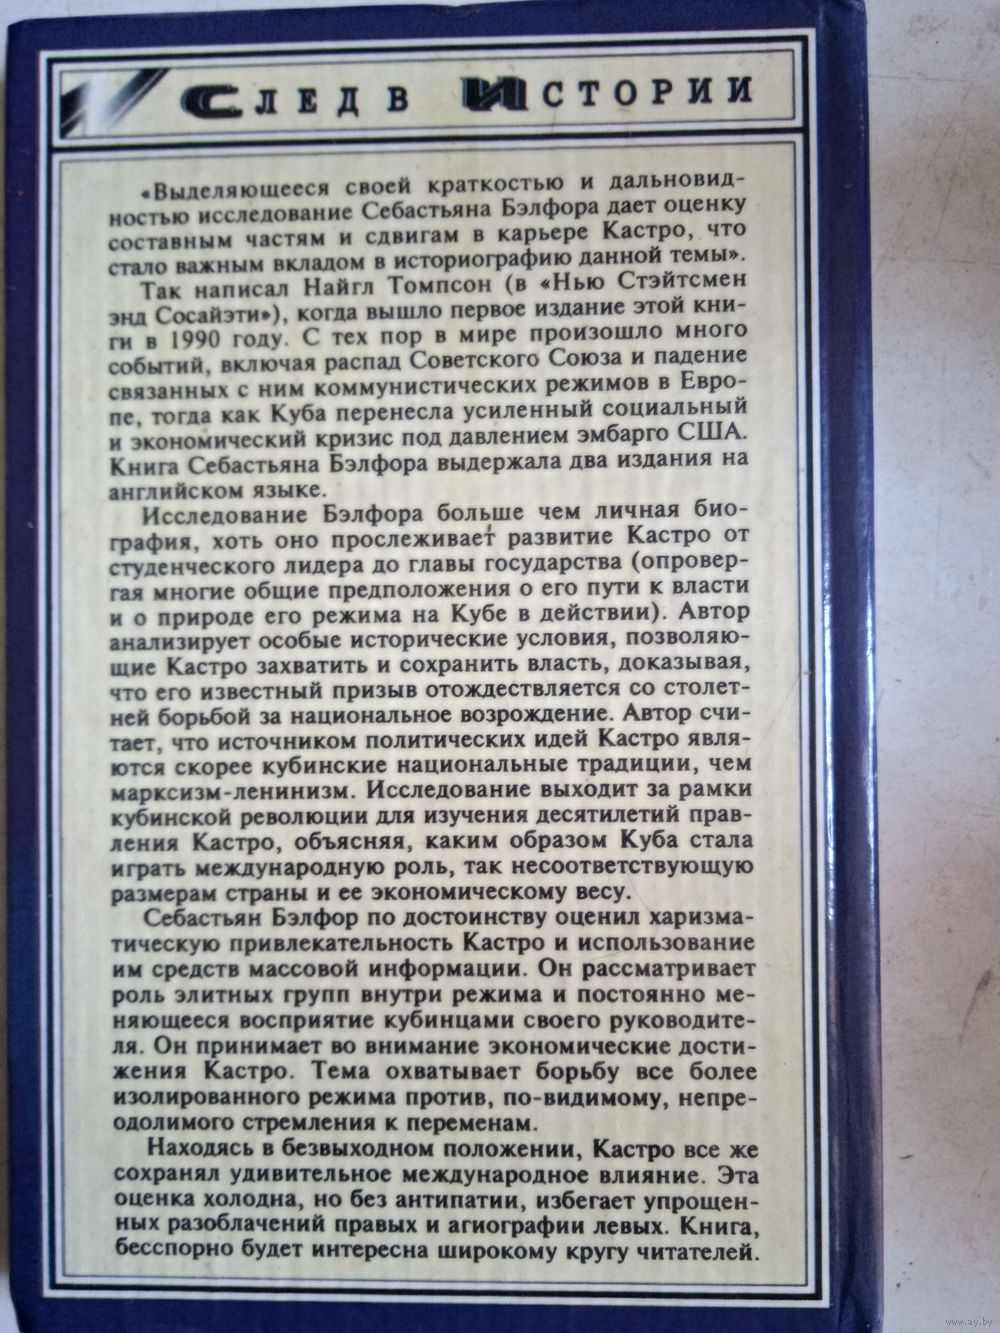 След в Истории
«Выделяющееся своей краткостью и дальновид-
ностью исследование Себастьяна Бэлфора дает оценку
составным частям и сдвигам в карьере Кастро, что
стало важным вкладом в историографию данной темы».
Так написал Найгл Томпсон (в «Нью Стэйтсмен
энд Сосайэти»), когда вышло первое издание этой кни-
ги в 1990 году. С тех пор в мире произошло много
событий, включая распад Советского Союза и падение
связанных с ним коммунистических режимов в Евро-
пе, тогда как Куба перенесла усиленный социальный
и экономический кризис под давлением эмбарго США.
Книга Себастьяна Бэлфора выдержала два издания на
английском языке.
Исследование Бэлфора больше чем личная био-
графия, хоть оно прослеживает развитие Кастро от
студенческого лидера до главы государства (опровер-
гая многие общие предположения о его пути к власти
и о природе его режима на Кубе в действии). Автор
анализирует особые исторические условия, позволяю-
щие Кастро захватить и сохранить власть, доказывая,
что его известный призыв отождествляется со столет-
ней борьбой за национальное возрождение. Автор счи-
тает, что источником политических идей Кастро явля-
ются скорее кубинские национальные традиции, чем
марксизм-ленинизм. Исследование выходит за рамки
кубинской революции для изучения десятилетий прав-
ления Кастро, объясняя, каким образом Куба стала
играть международную роль, так несоответствующую
размерам страны и ее экономическому весу.
Себастьян Бэлфор по достоинству оценил харизма-
тическую привлекательность Кастро и использование
им средств массовой информации. Он рассматривает
роль элитных групп внутри режима и постоянно ме-
няющееся восприятие кубинцами своего руководите-
ля. Он принимает во внимание экономические дости-
жения Кастро. Тема охватывает борьбу все более
изолированного режима против, по-видимому, непре-
одолимого стремления к переменам.
Находясь в безвыходном положении, Кастро все же
сохранял удивительное международное влияние. Эта
оценка холодна, но без антипатии, избегает упрощен-
ных разоблачений правых и агиографии левых. Книга,
бесспорно будет интересна широкому кругу читателей.
www.ay.by